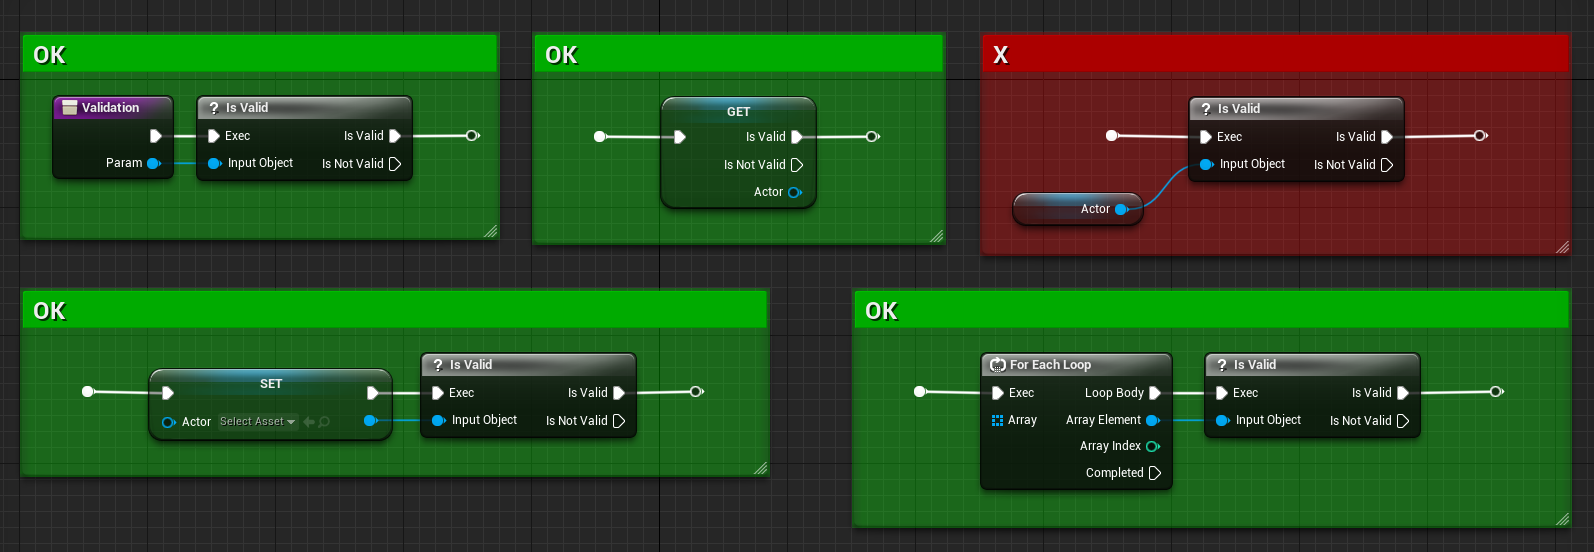 OK
Validation
Param
? Is Valid
Exec
Is Valid
Input Object
Is Not Valid
OK
GET
Is Valid
Is Not Valid
Actor
X
? Is Valid
Exec
Is Valid
Input Object
Is Not Valid
Actor
OK
SET
Actor
Select Asset
? Is Valid
Exec
Is Valid
Input Object
Is Not Valid
OK
For Each Loop
Exec
Loop Body
Array
Array Element
Array Index
Completed
? Is Valid
Exec
Is Valid
Input Object
Is Not Valid